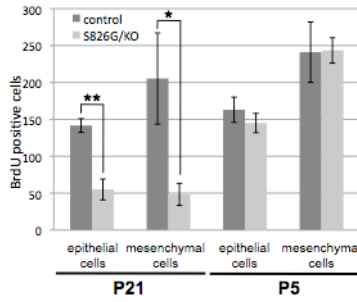 300
250
200
150
100
50
0
BrdU positive cells
control
S826G/KO
**
*
epithelial cells
mesenchymal cells
epithelial cells
mesenchymal cells
P21
P5